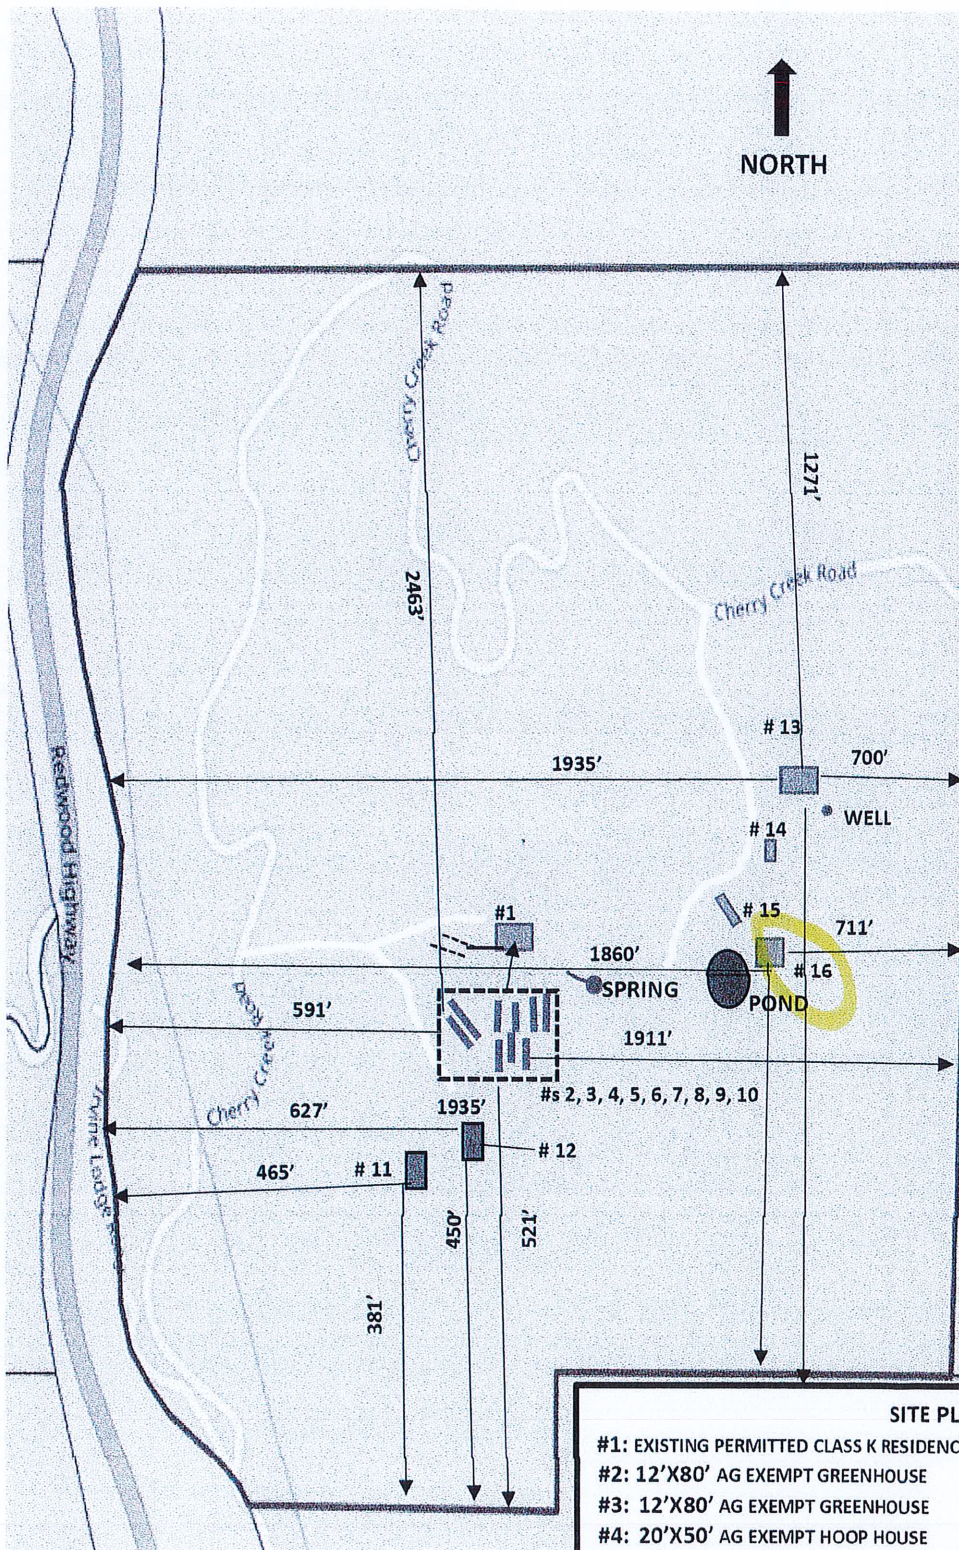 NORTH
Cherry Creek Road
1271'
2463'
Cherry Creek Road
# 13
1935'
700'
WELL
# 14
Redwood Highway
#1
# 15
711'
1860'
# 16
SPRING
POND
591'
Cherry Creek Road
1911'
#s 2, 3, 4, 5, 6, 7, 8, 9, 10
627'
1935'
# 12
Irvine Lodge Road
# 11
465'
450'
521'
381'
SITE PL
#1: EXISTING PERMITTED CLASS K RESIDENC
#2: 12'X80' AG EXEMPT GREENHOUSE
#3: 12'X80' AG EXEMPT GREENHOUSE
#4: 20'X50' AG EXEMPT HOOP HOUSE